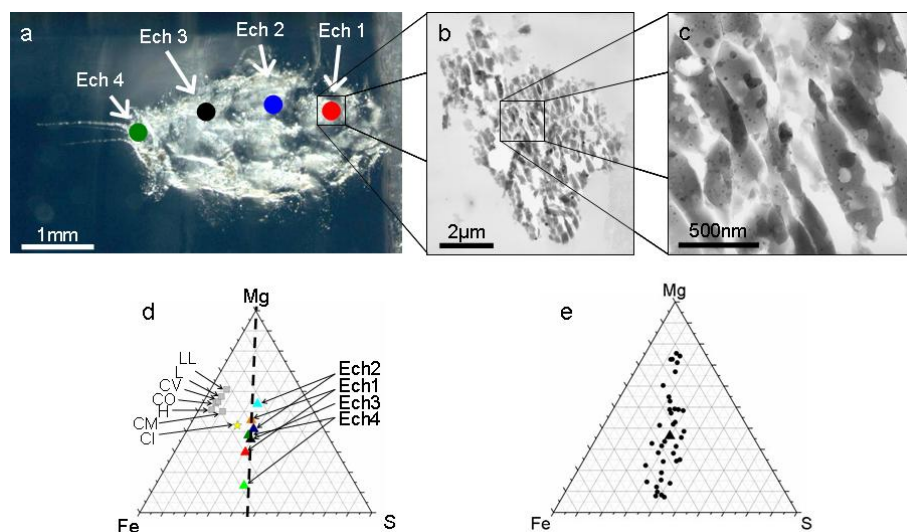 a
Ech 4
Ech 3
Ech 2
Ech 1
1mm
b
2µm
c
500nm
d
Mg
LL
L
CV
CO
H
CM
CI
Ech2
Ech1
Ech3
Ech4
Fe
S
e
Mg
Fe
S